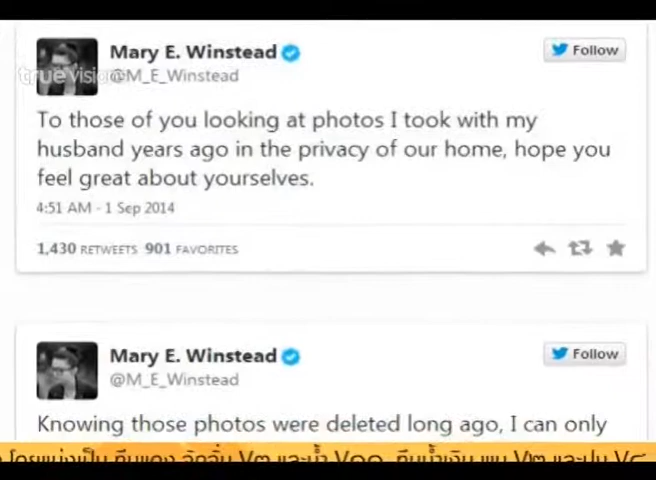 Mary E. Winstead
Follow
true visions
@M_E_Winstead
To those of you looking at photos I took with my
husband years ago in the privacy of our home, hope you
feel great about yourselves.
4:51 AM - 1 Sep 2014
1,430 RETWEETS 901 FAVORITES
Mary E. Winstead
Follow
@M_E_Winstead
Knowing those photos were deleted long ago, I can only